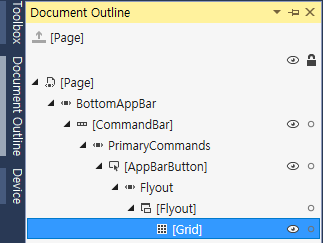 Toolbox
Document Outline
Device
Document Outline
[Page]
[Page]
BottomAppBar
[CommandBar]
PrimaryCommands
[AppBarButton]
Flyout
[Flyout]
[Grid]